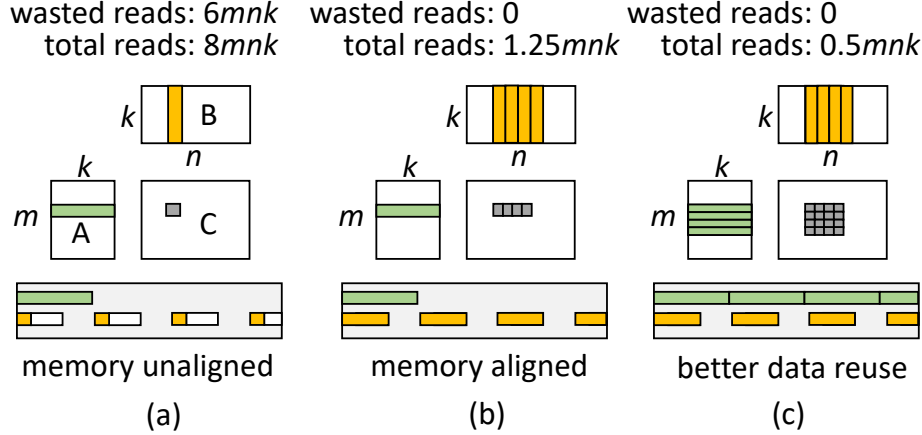 wasted reads: 6mnk
total reads: 8mnk
k
B
n
k
m
A
C
memory unaligned
(a)
wasted reads: 0
total reads: 1.25mnk
k
n
k
m
memory aligned
(b)
wasted reads: 0
total reads: 0.5mnk
k
n
k
m
better data reuse
(c)